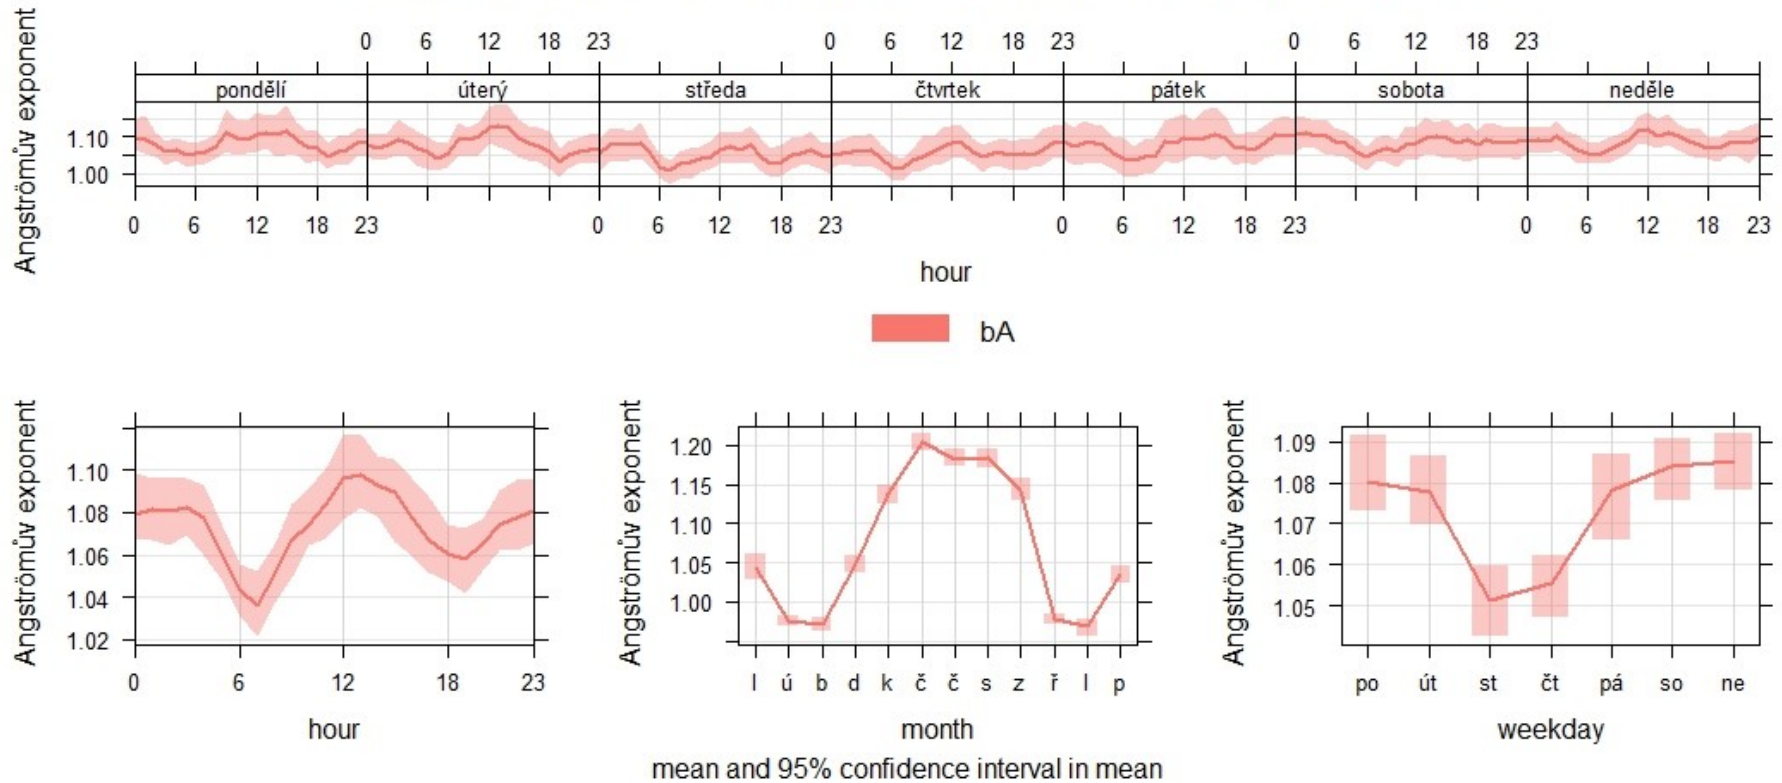 0 6 12 18 23 0 6 12 18 23 0 6 12 18 23
pondělí úterý středa čtvrtek pátek sobota neděle
Angströmův exponent
1.10
1.00
0 6 12 18 23 0 6 12 18 23 0 6 12 18 23 0 6 12 18 23
hour
bA
Angströmův exponent
1.10
1.08
1.06
1.04
1.02
0 6 12 18 23
hour
Angströmův exponent
1.20
1.15
1.10
1.05
1.00
l ú b d k č č s z ř l p
month
Angströmův exponent
1.09
1.08
1.07
1.06
1.05
po út st čt pá so ne
weekday
mean and 95% confidence interval in mean